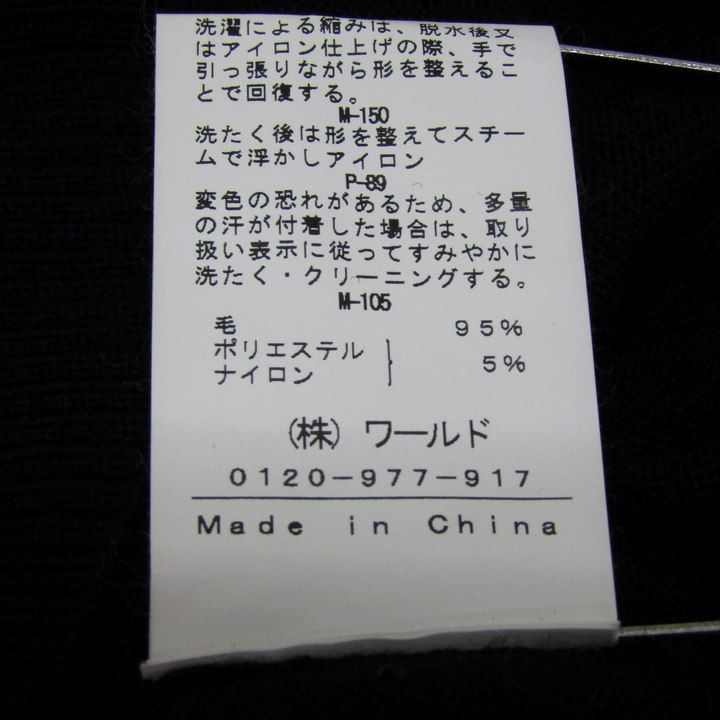 洗濯による縮みは、脱水後又
はアイロン仕上げの際、手で
引っ張りながら形を整えるこ
とで回復する。
M-150
洗たく後は形を整えてスチー
ムで浮かしアイロン
P-89
変色の恐れがあるため、多量
の汗が付着した場合は、取り
扱い表示に従ってすみやかに
洗たく・クリーニングする。
M-105
毛 95%
ポリエステル
ナイロン 5%
(株)ワールド
0120-977-917
Made in China